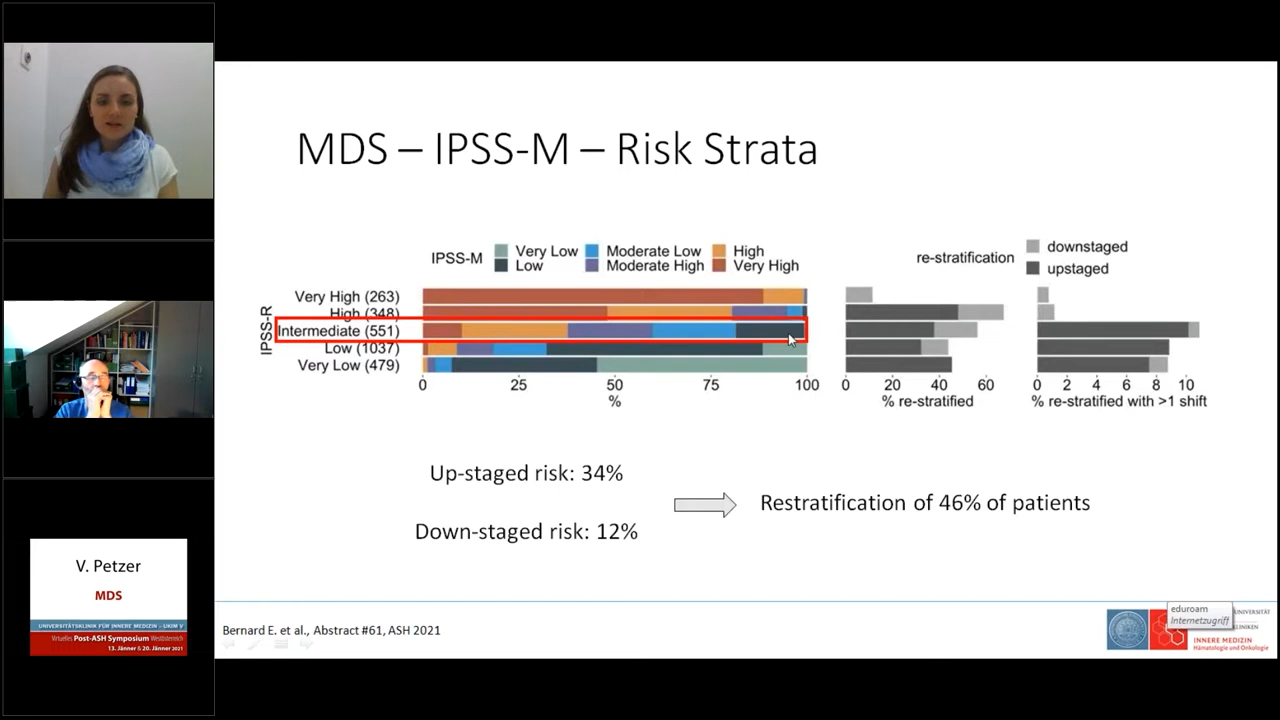 MDS – IPSS-M – Risk Strata
IPSS-M
Very Low
Moderate Low
High
Low
Moderate High
Very High
re-stratification
downstaged
upstaged
IPSS-R
Very High (263)
High (348)
Intermediate (551)
Low (1037)
Very Low (479)
0 25 50 75 100
%
0 20 40 60
% re-stratified
0 2 4 6 8 10
% re-stratified with >1 shift
Up-staged risk: 34%
Restratification of 46% of patients
Down-staged risk: 12%
V. Petzer
MDS
UNIVERSITÄTSKLINIK FÜR INNERE MEDIZIN – UKIM V
Virtuelles Post-ASH Symposium Westösterreich
13. Jänner & 20. Jänner 2021
Bernard E. et al., Abstract #61, ASH 2021
eduroam
Internetzugriff
INNERE MEDIZIN
Hämatologie und Onkologie